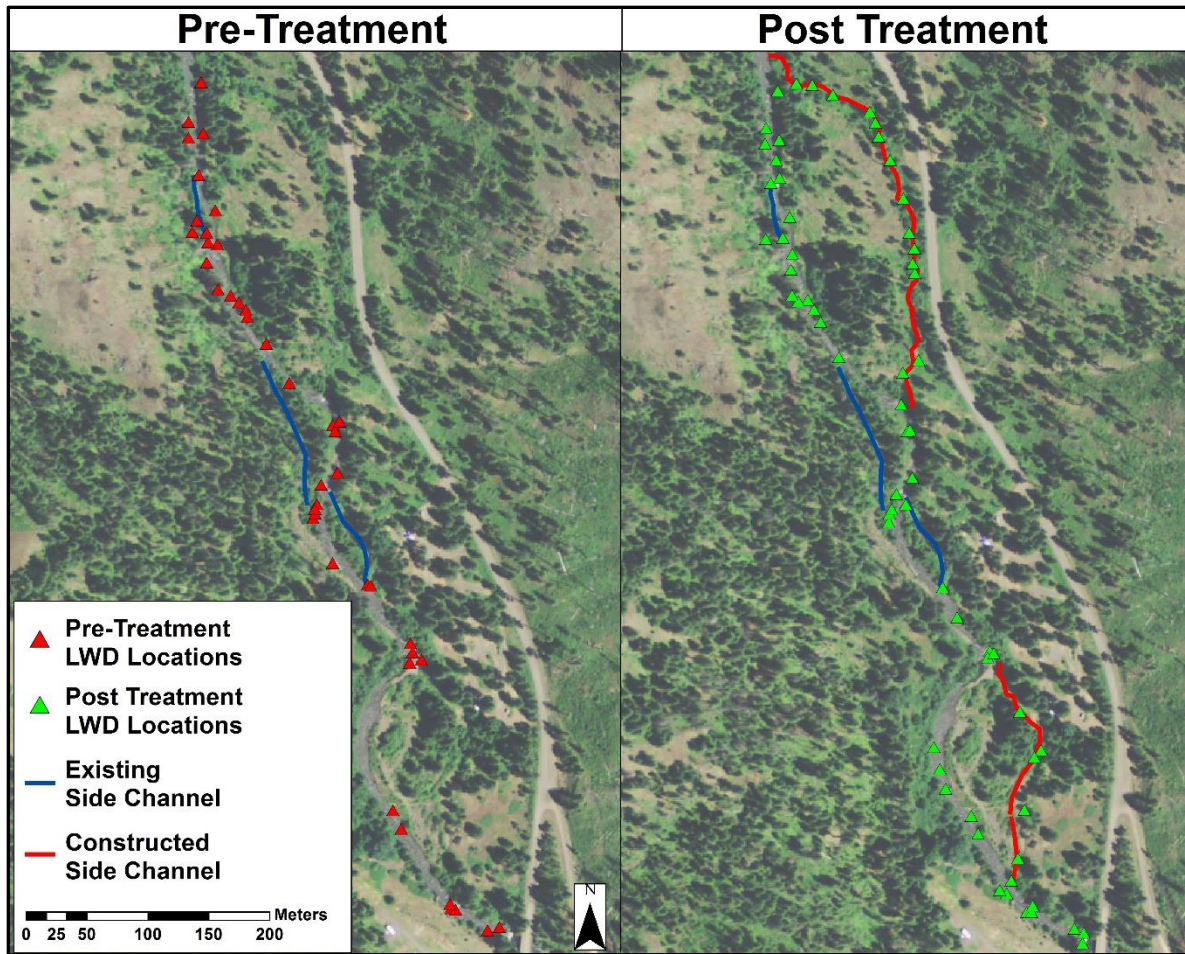 Pre-Treatment
Post Treatment
Pre-Treatment
LWD Locations
Post Treatment
LWD Locations
Existing
Side Channel
Constructed
Side Channel
Meters
0 25 50 100 150 200
N